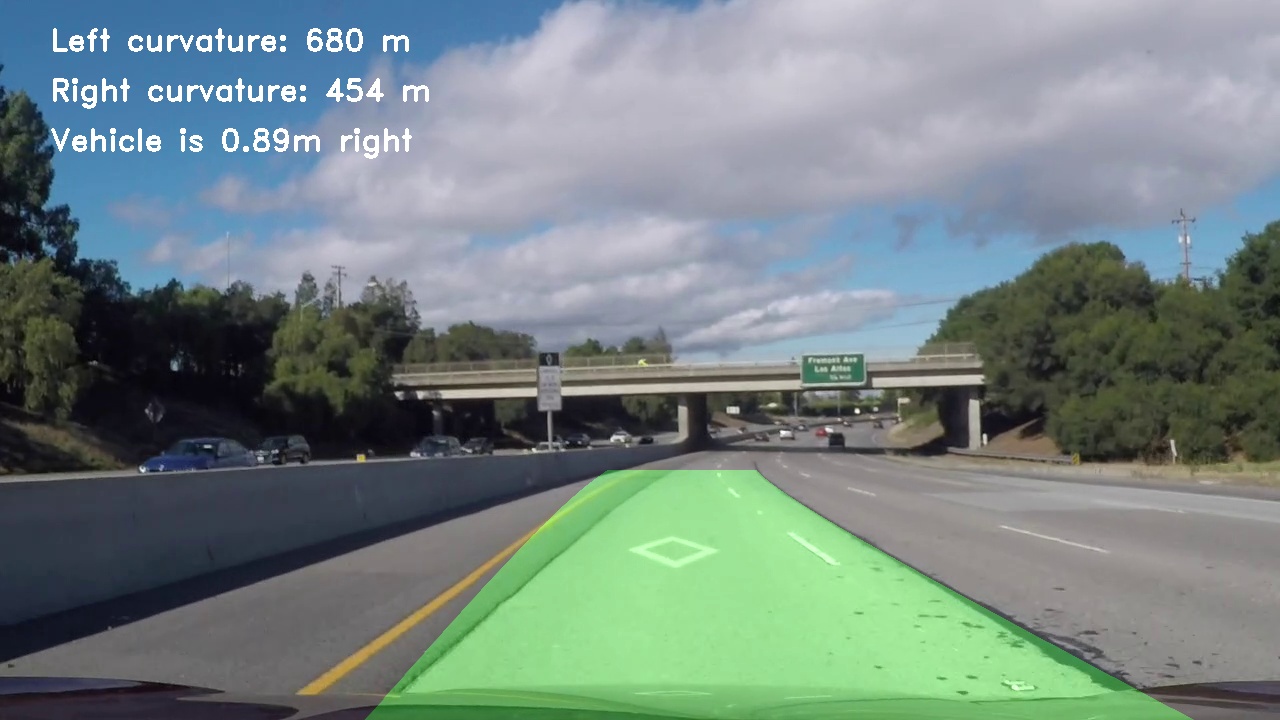 Left curvature: 680 m
Right curvature: 454 m
Vehicle is 0.89m right
Fremont Ave
Los Altos